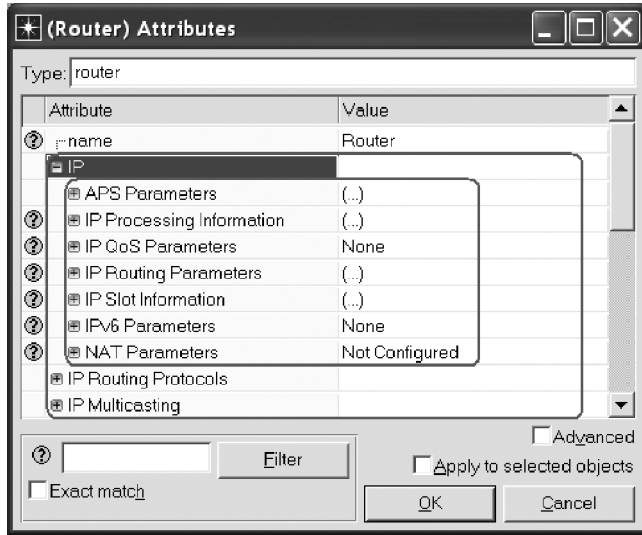 (Router) Attributes
Type: router
Attribute Value
name Router
IP
APS Parameters (...)
IP Processing Information (...)
IP QoS Parameters None
IP Routing Parameters (...)
IP Slot Information (...)
IPv6 Parameters None
NAT Parameters Not Configured
IP Routing Protocols
IP Multicasting
Advanced
Filter
Apply to selected objects
Exact match
OK Cancel